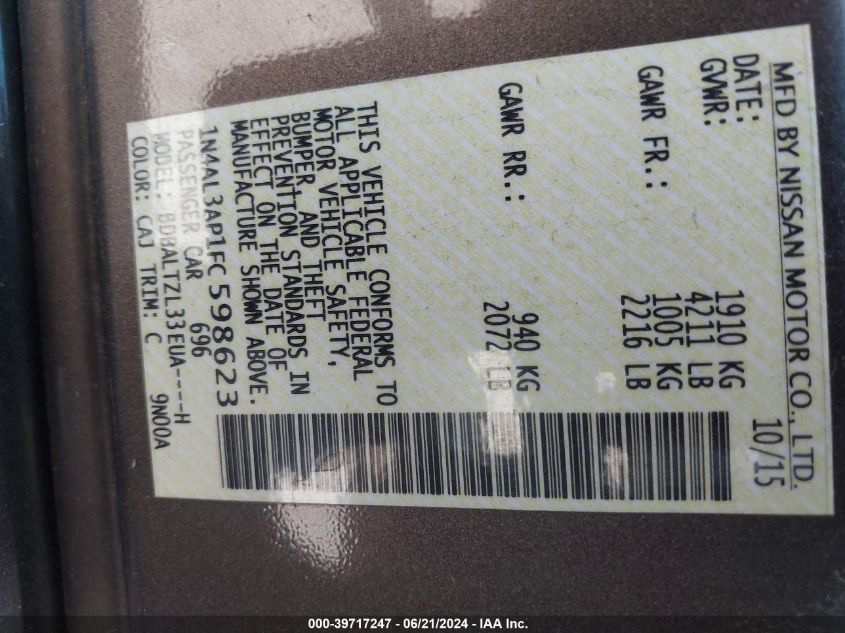 MFD BY NISSAN MOTOR CO., LTD.
DATE: 10/15
GVWR: 1910 KG
4211 LB
GAWR FR.: 1005 KG
2216 LB
GAWR RR.: 940 KG
2072 LB
THIS VEHICLE CONFORMS TO
ALL APPLICABLE FEDERAL
MOTOR VEHICLE SAFETY,
BUMPER, AND THEFT
PREVENTION STANDARDS IN
EFFECT ON THE DATE OF
MANUFACTURE SHOWN ABOVE.
1N4AL3AP1FC598623
PASSENGER CAR 696
MODEL: BDBALTZL33EUA----H
COLOR: CAJ TRIM: C 9N00A
000-39717247 - 06/21/2024 - IAA Inc.